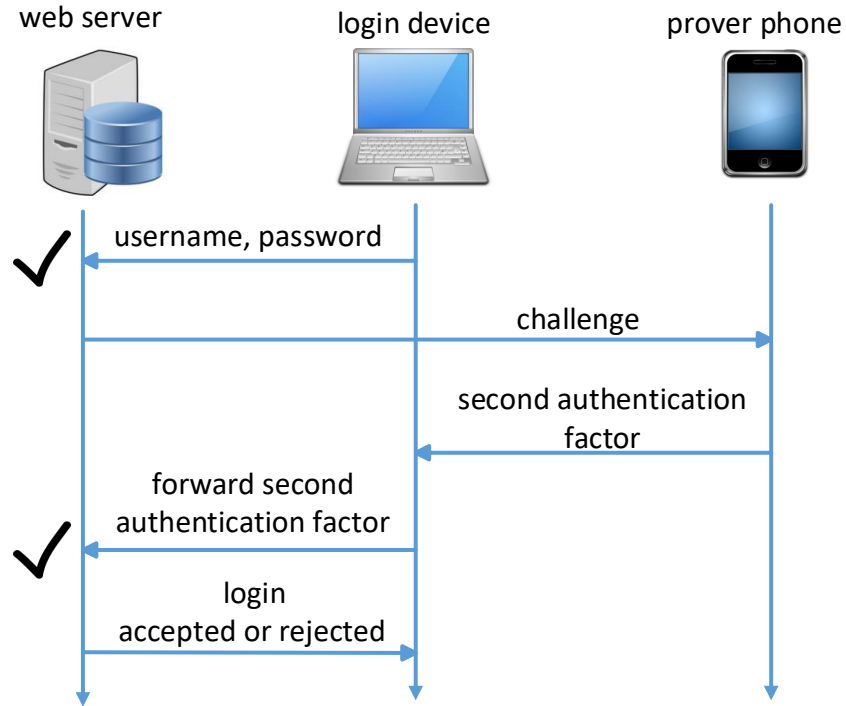 web server
login device
prover phone
username, password
challenge
second authentication
factor
forward second
authentication factor
login
accepted or rejected